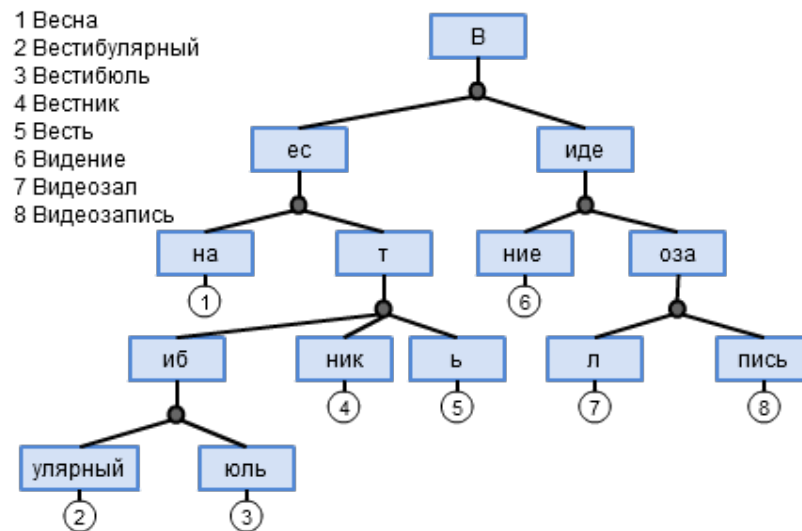 1 Весна
2 Вестибулярный
3 Вестибюль
4 Вестник
5 Весть
6 Видение
7 Видеозал
8 Видеозапись
В
ес
иде
на
т
ние
оза
1
6
иб
ник
ь
л
пись
4
5
7
8
улярный
юль
2
3